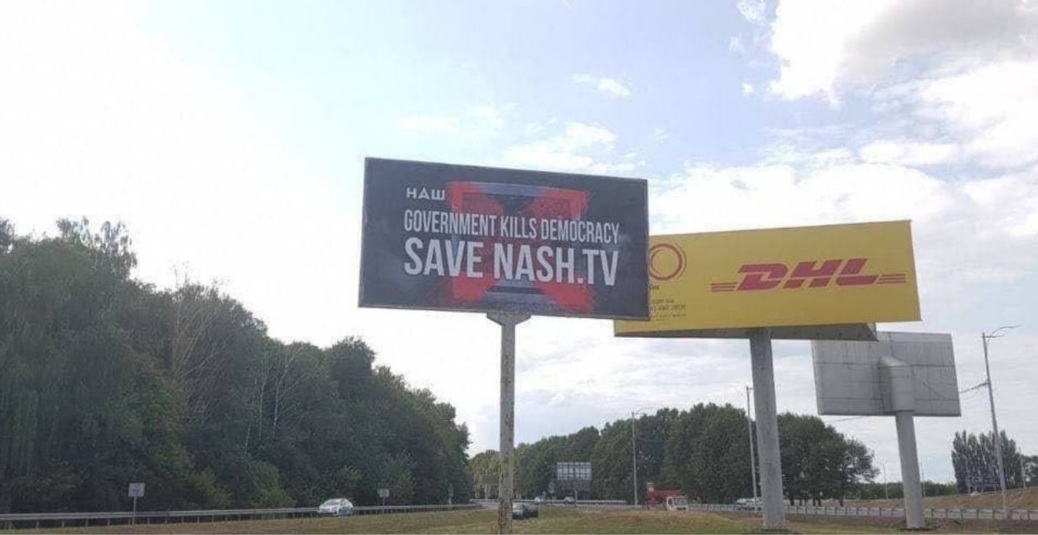 НАШ
GOVERNMENT KILLS DEMOCRACY
SAVE NASH.TV
DHL